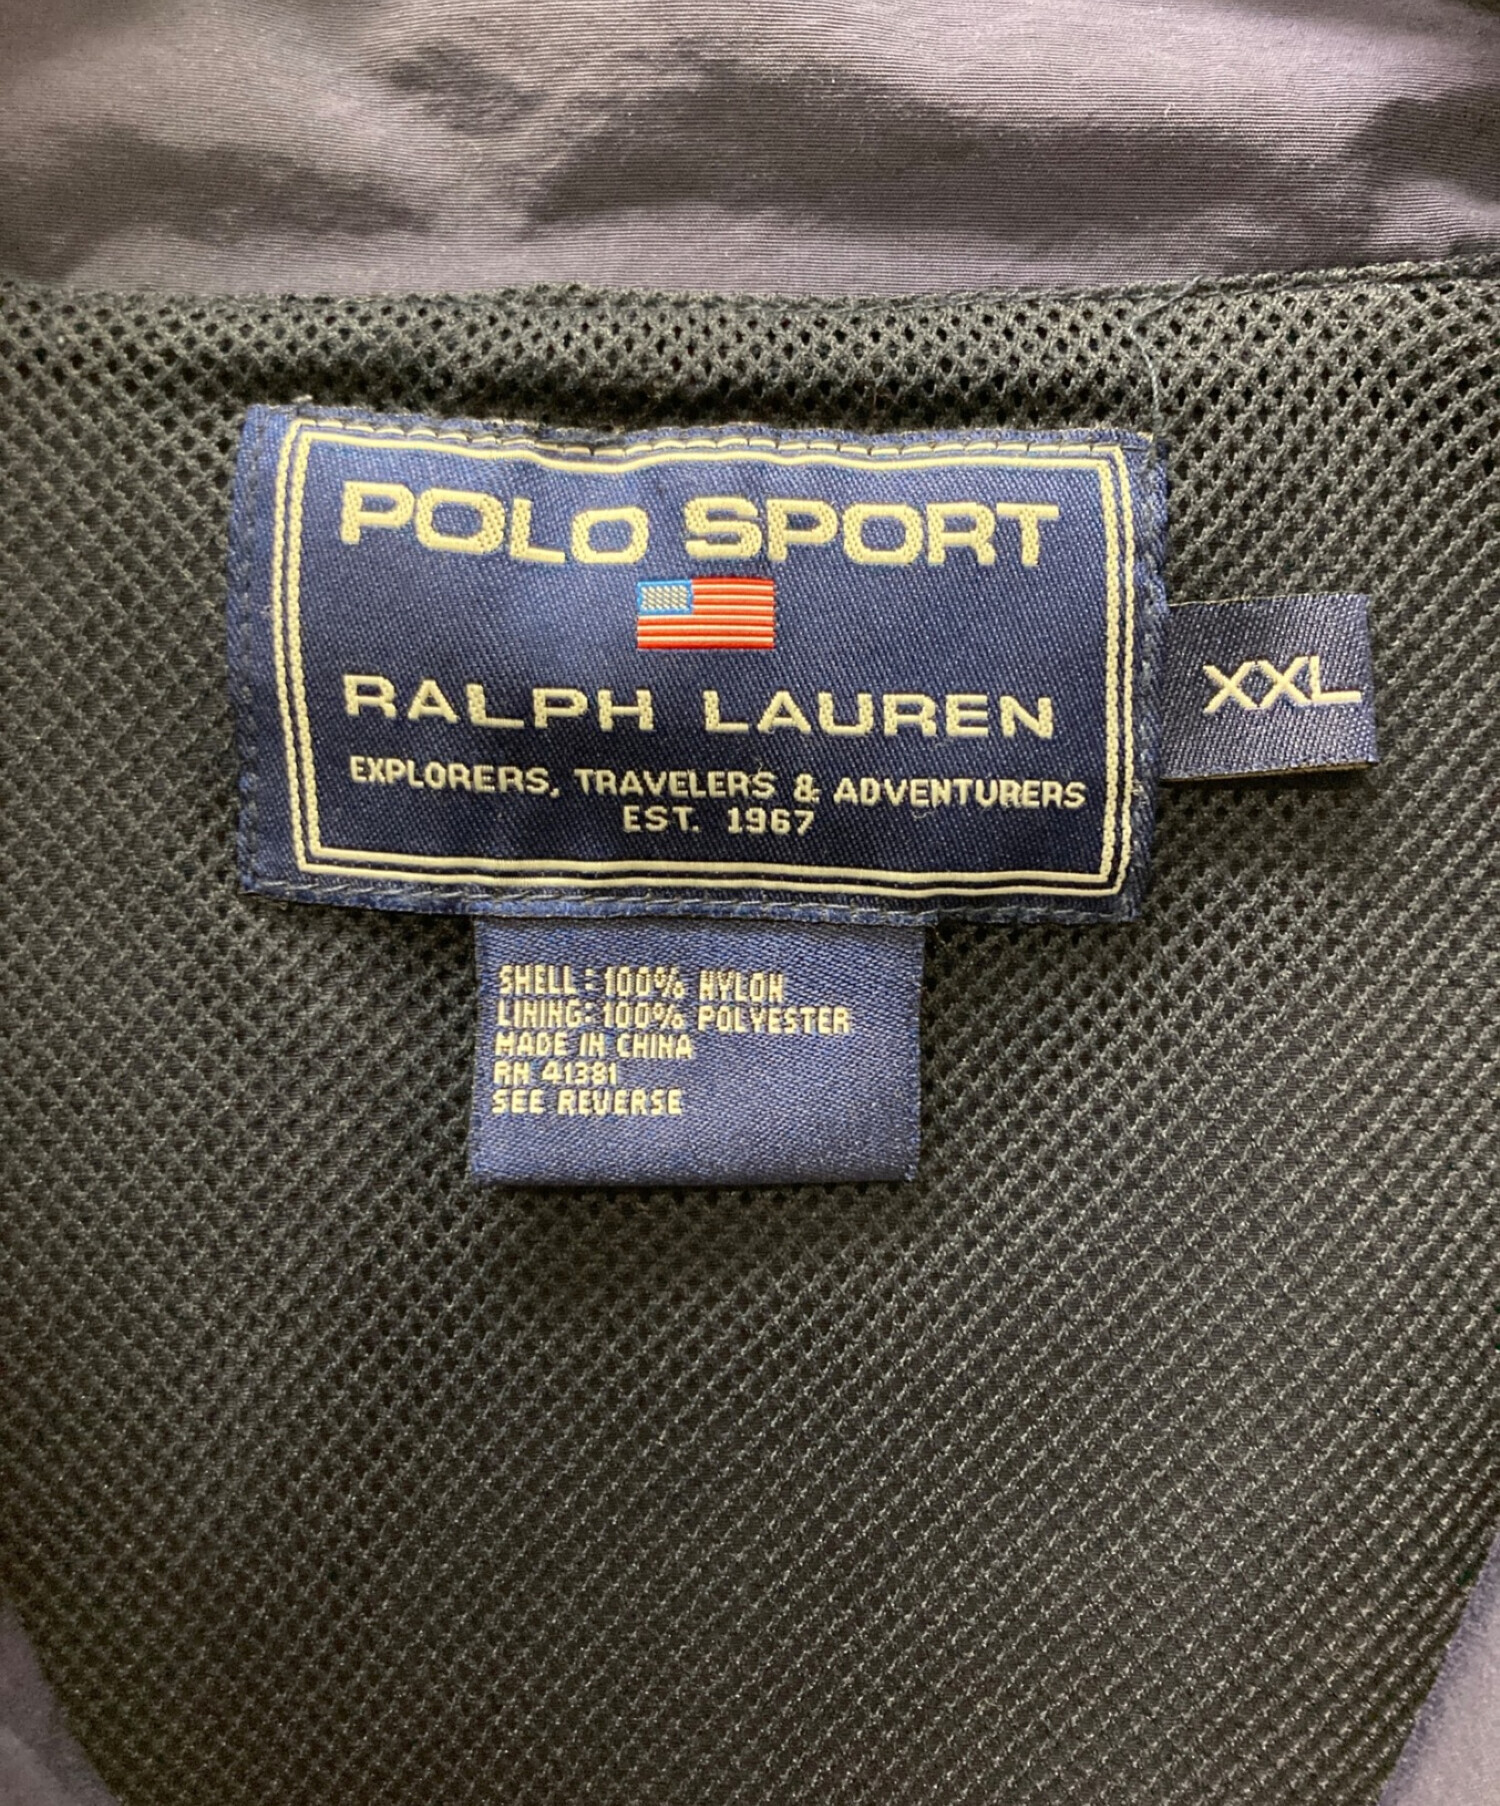 POLO SPORT
RALPH LAUREN
EXPLORERS, TRAVELERS & ADVENTURERS
EST. 1967
XXL
SHELL: 100% NYLON
LINING: 100% POLYESTER
MADE IN CHINA
RN 41381
SEE REVERSE